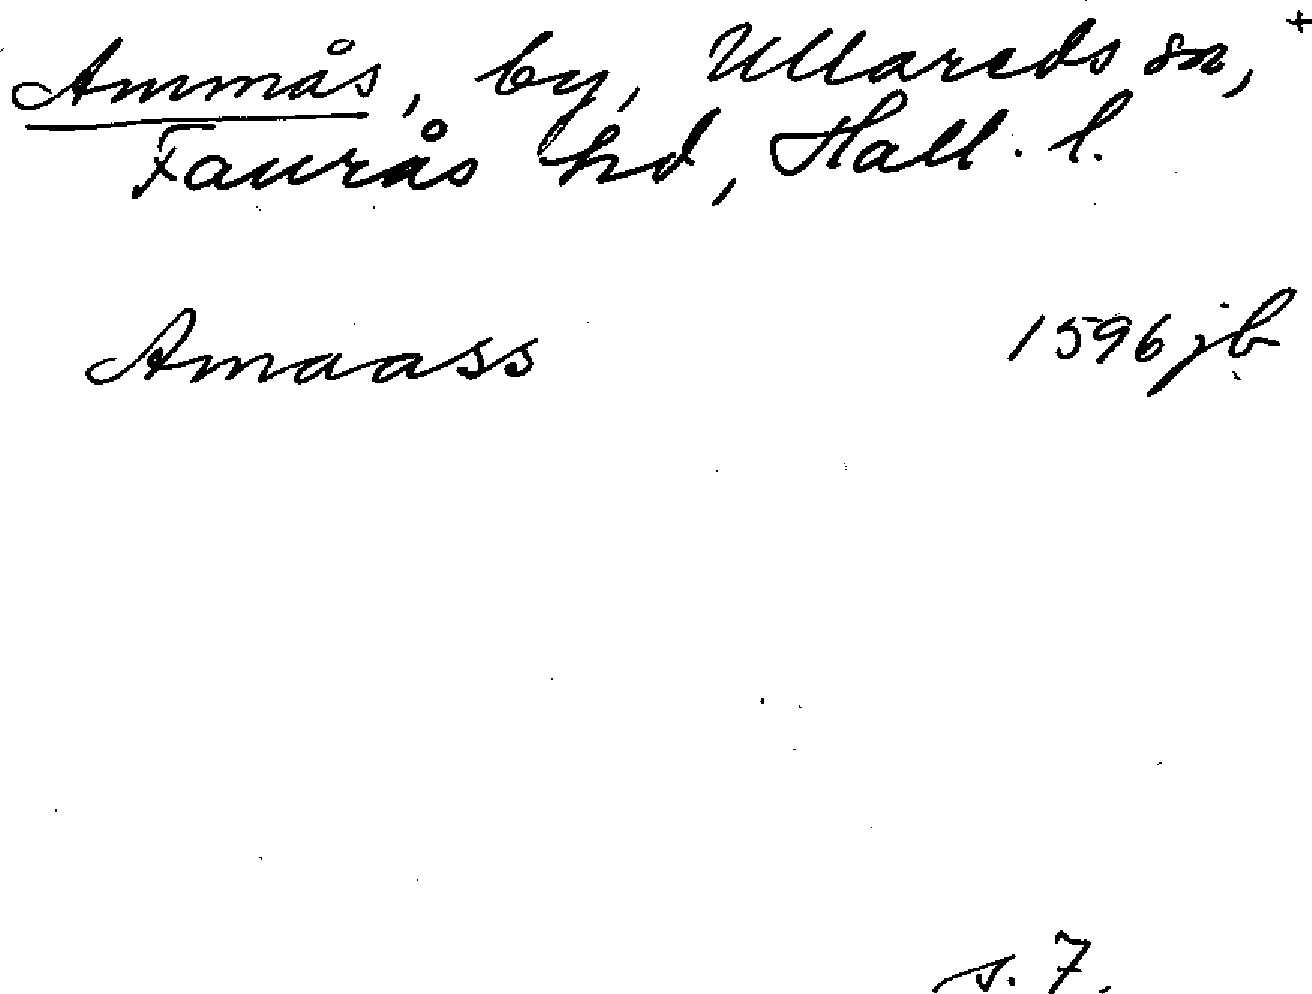 Ammås, by, Ullareds sn, +
Faurås hd, Hall. l.
Amaass 1596 jb
s. 7.